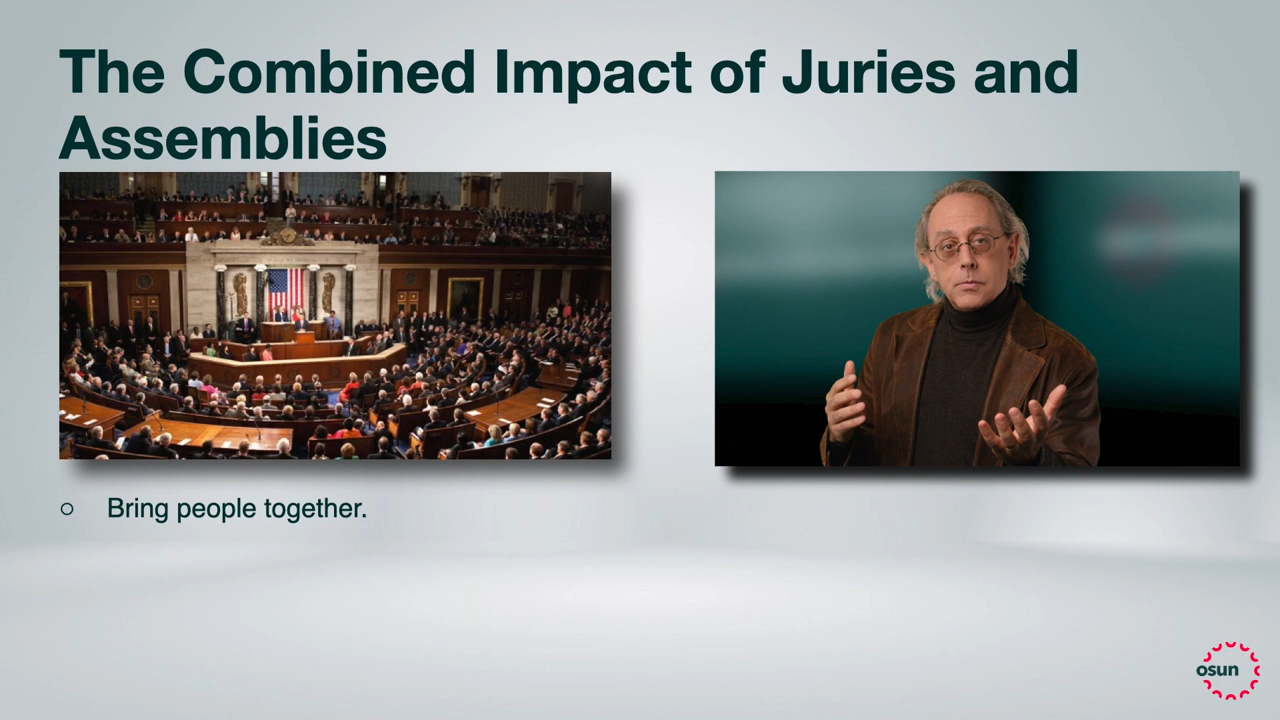 The Combined Impact of Juries and
Assemblies
Bring people together.
osun